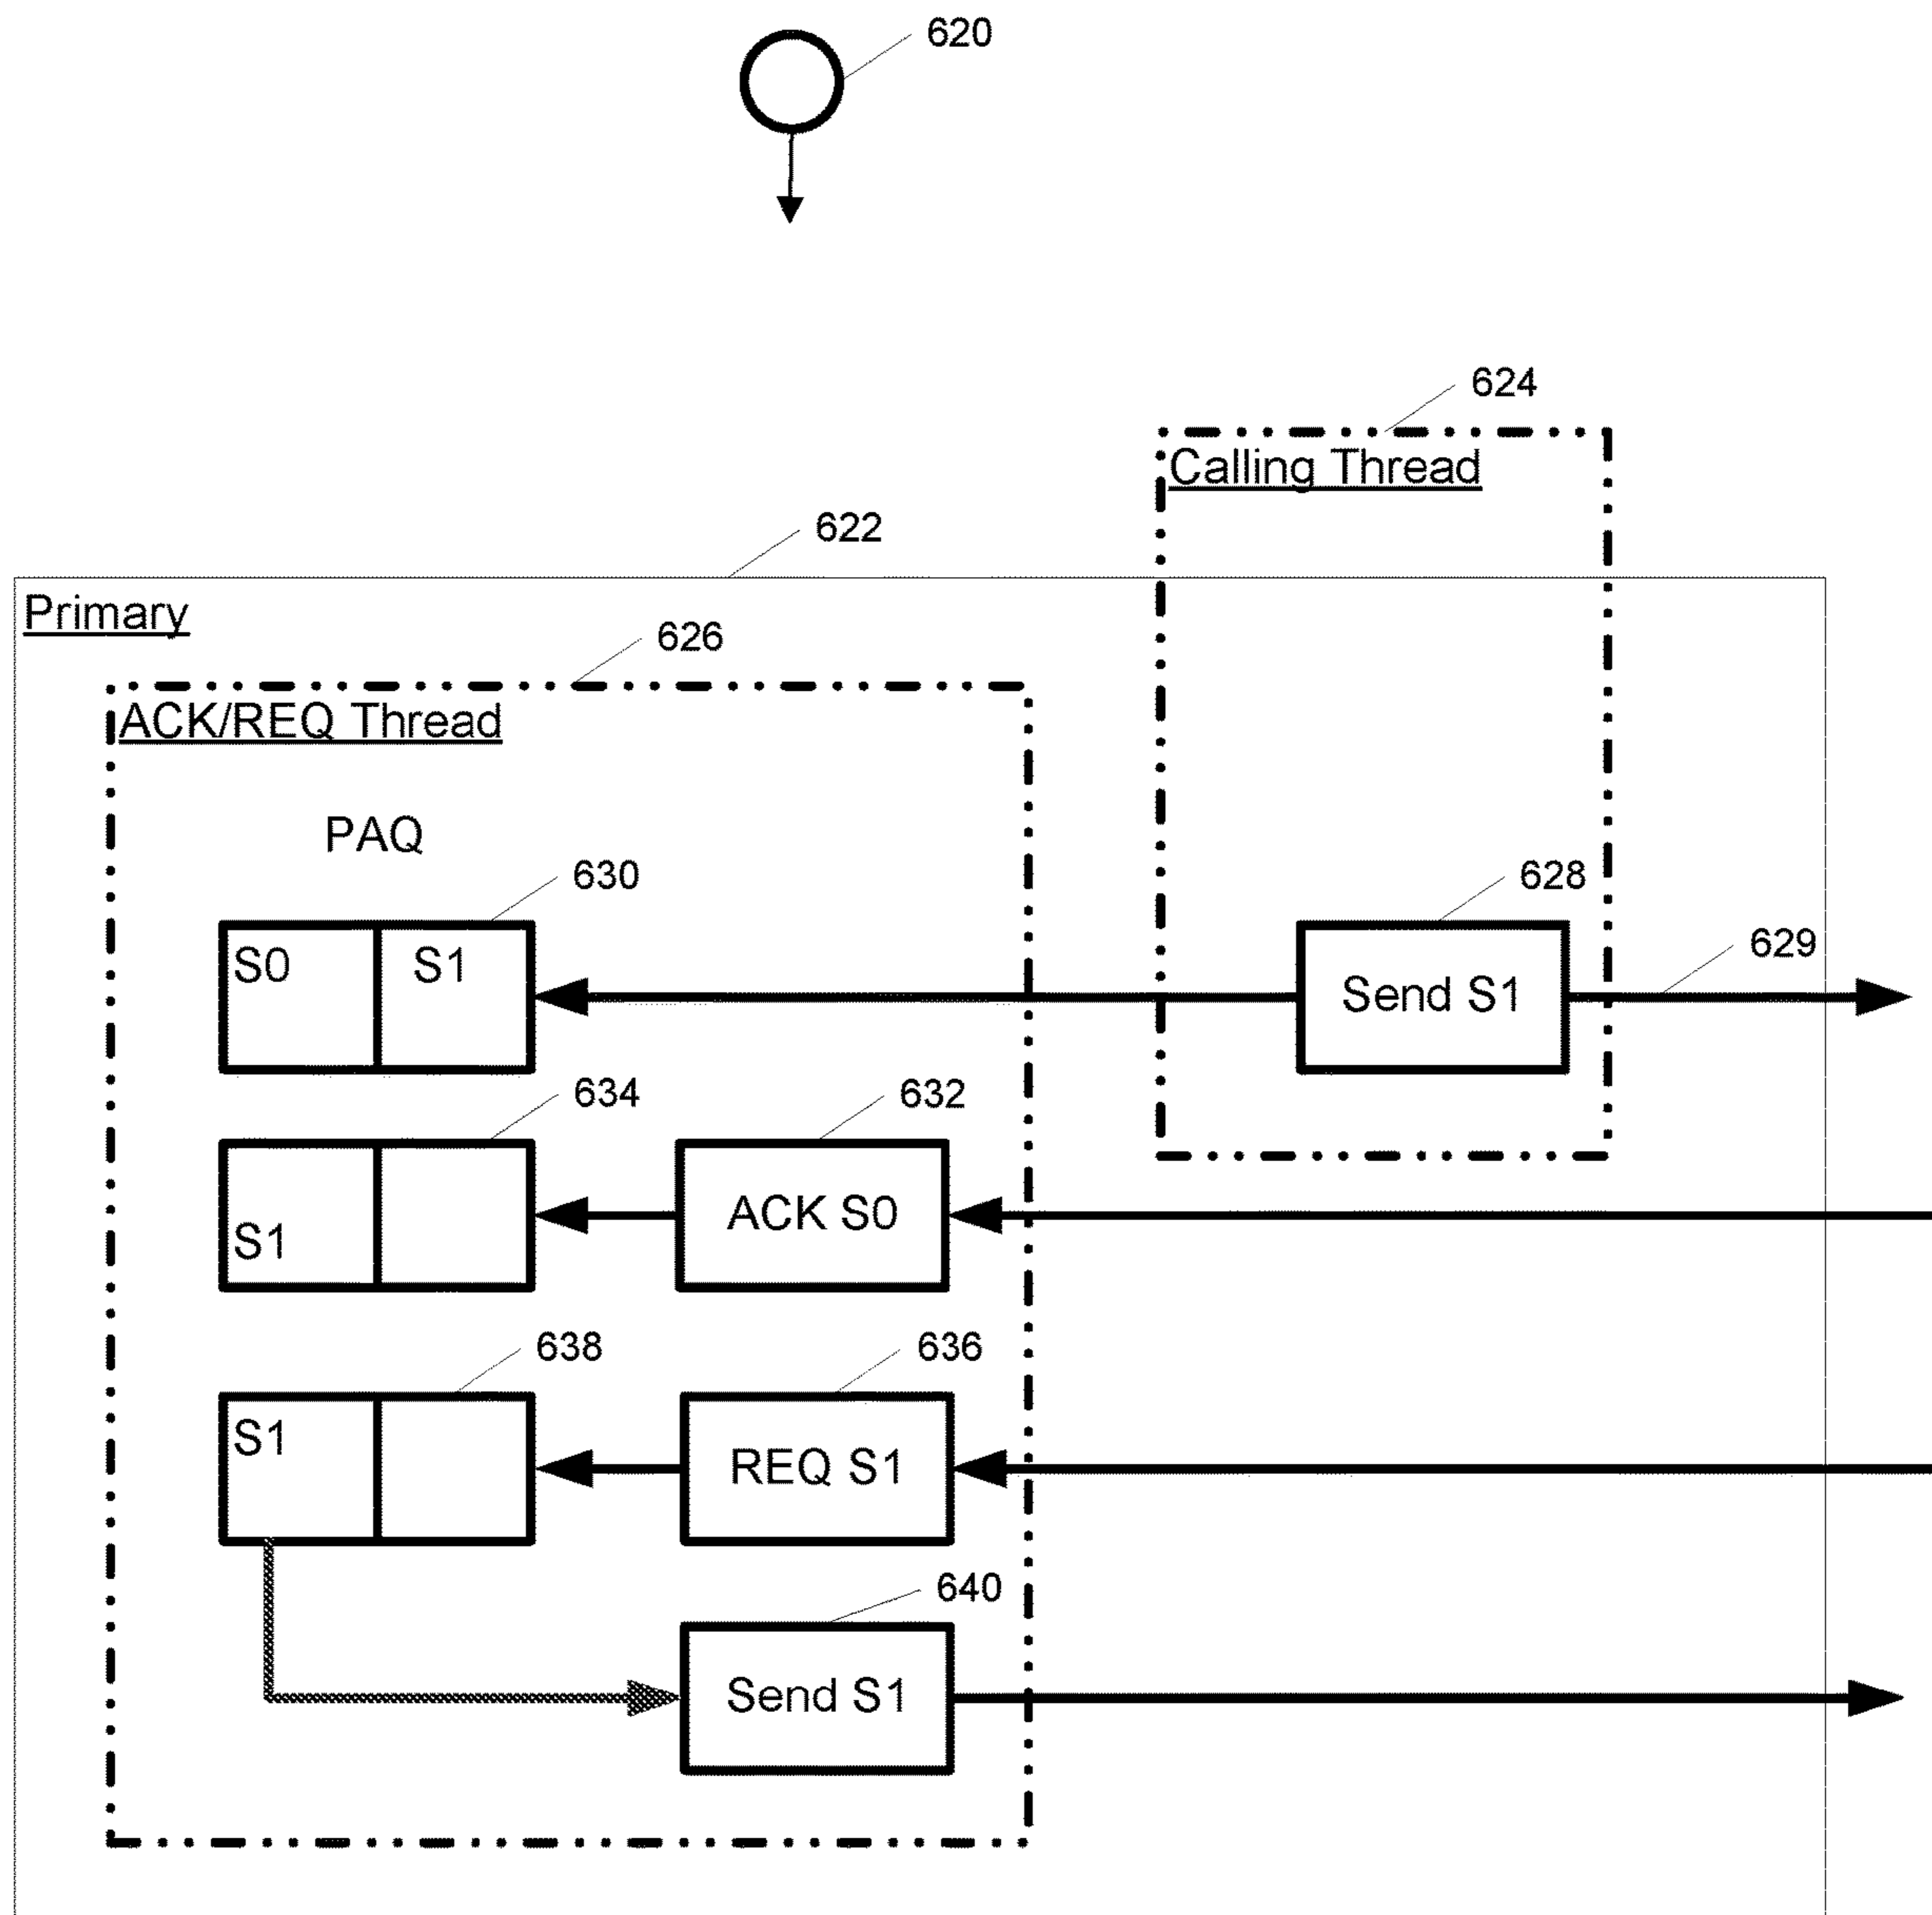 620
624
Calling Thread
622
Primary
626
ACK/REQ Thread
PAQ
630
628
629
S0 S1
Send S1
634
632
S1
ACK S0
638
636
S1
REQ S1
640
Send S1